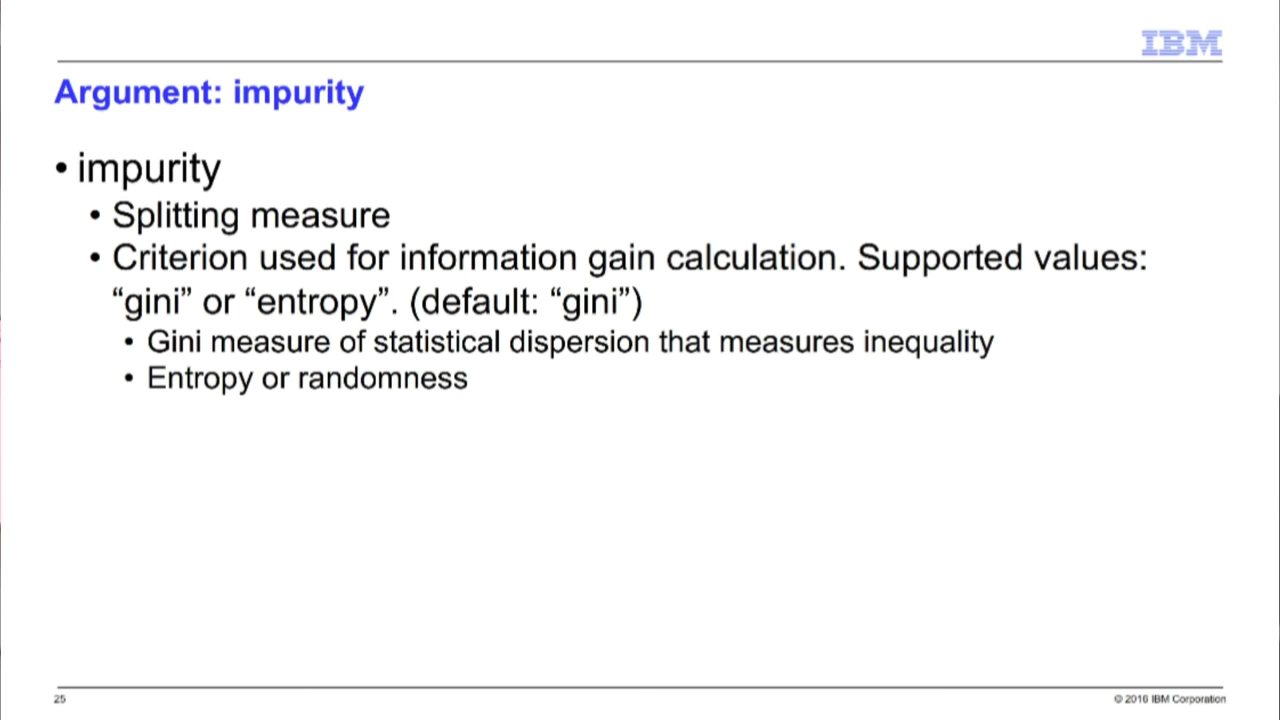 IBM
Argument: impurity
• impurity
• Splitting measure
• Criterion used for information gain calculation. Supported values:
“gini” or “entropy”. (default: “gini”)
• Gini measure of statistical dispersion that measures inequality
• Entropy or randomness
25
© 2016 IBM Corporation